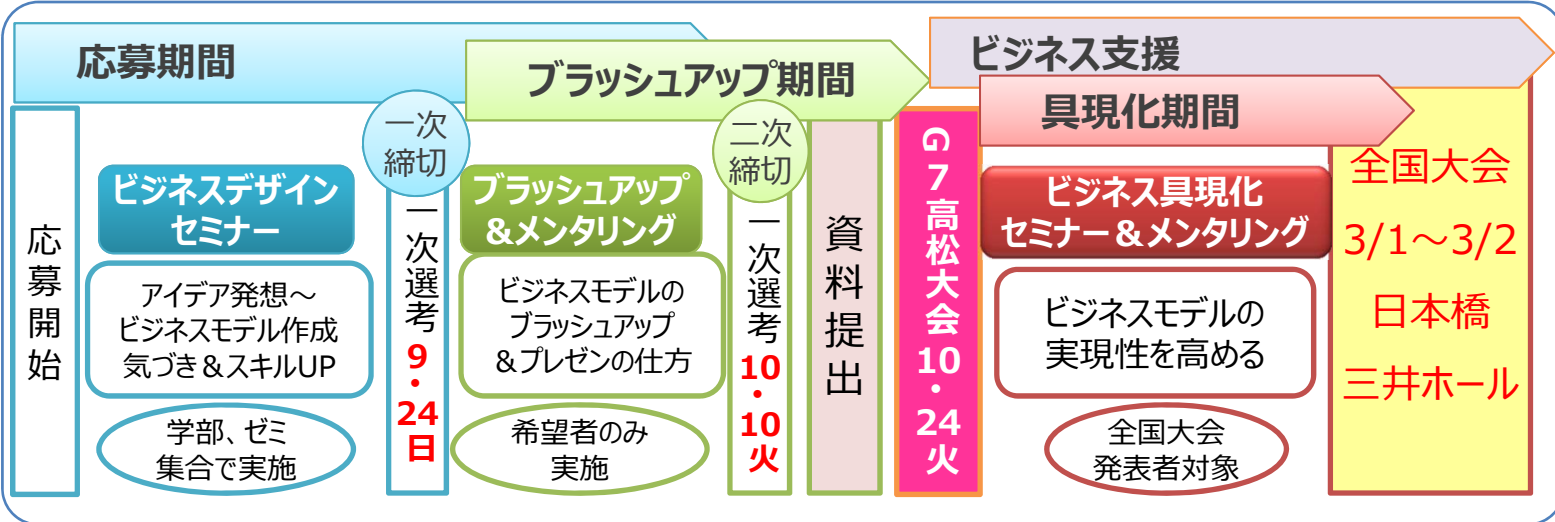 応募期間
ブラッシュアップ期間
ビジネス支援
具現化期間
応募開始
ビジネスデザイン
セミナー
アイデア発想～
ビジネスモデル作成
気づき＆スキルUP
学部、ゼミ
集合で実施
一次
締切
一次選考9・24日
ブラッシュアップ
&メンタリング
ビジネスモデルの
ブラッシュアップ
&プレゼンの仕方
希望者のみ
実施
二次
締切
一次選考10・10火
資料提出
G7高松大会10・24火
ビジネス具現化
セミナー＆メンタリング
ビジネスモデルの
実現性を高める
全国大会
発表者対象
全国大会
3/1～3/2
日本橋
三井ホール